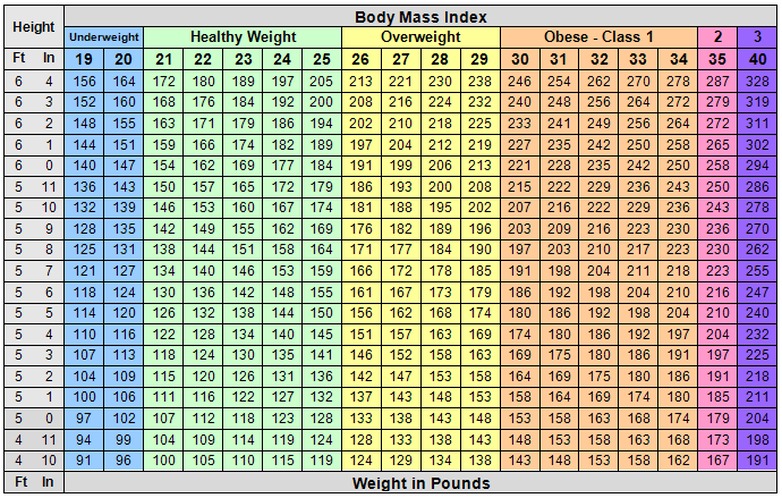 Height Body Mass Index
Underweight Healthy Weight Overweight Obese - Class 1 2 3
Ft In 19 20 21 22 23 24 25 26 27 28 29 30 31 32 33 34 35 40
6 4 156 164 172 180 189 197 205 213 221 230 238 246 254 262 270 278 287 328
6 3 152 160 168 176 184 192 200 208 216 224 232 240 248 256 264 272 279 319
6 2 148 155 163 171 179 186 194 202 210 218 225 233 241 249 256 264 272 311
6 1 144 151 159 166 174 182 189 197 204 212 219 227 235 242 250 258 265 302
6 0 140 147 154 162 169 177 184 191 199 206 213 221 228 235 242 250 258 294
5 11 136 143 150 157 165 172 179 186 193 200 208 215 222 229 236 243 250 286
5 10 132 139 146 153 160 167 174 181 188 195 202 207 216 222 229 236 243 278
5 9 128 135 142 149 155 162 169 176 182 189 196 203 209 216 223 230 236 270
5 8 125 131 138 144 151 158 164 171 177 184 190 197 203 210 217 223 230 262
5 7 121 127 134 140 146 153 159 166 172 178 185 191 198 204 211 218 223 255
5 6 118 124 130 136 142 148 155 161 167 173 179 186 192 198 204 210 216 247
5 5 114 120 126 132 138 144 150 156 162 168 174 180 186 192 198 204 210 240
5 4 110 116 122 128 134 140 145 151 157 163 169 174 180 186 192 197 204 232
5 3 107 113 118 124 130 135 141 146 152 158 163 169 175 180 186 191 197 225
5 2 104 109 115 120 126 131 136 142 147 153 158 164 169 175 180 186 191 218
5 1 100 106 111 116 122 127 132 137 143 148 153 158 164 169 174 180 185 211
5 0 97 102 107 112 118 123 128 133 138 143 148 153 158 163 168 174 179 204
4 11 94 99 104 109 114 119 124 128 133 138 143 148 153 158 163 168 173 198
4 10 91 96 100 105 110 115 119 124 129 134 138 143 148 153 158 162 167 191
Ft In Weight in Pounds